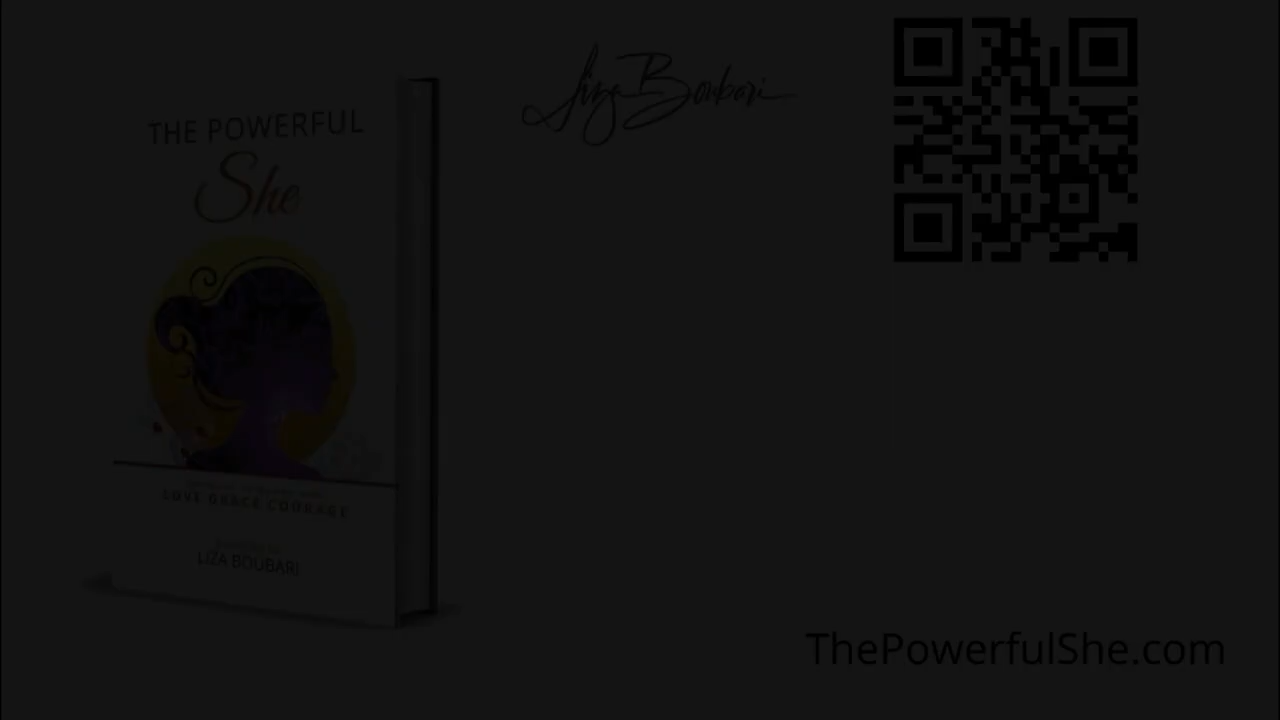 THE POWERFUL
She
LOVE GRACE COURAGE
LIZA BOUBARI
Liza Boubari
ThePowerfulShe.com